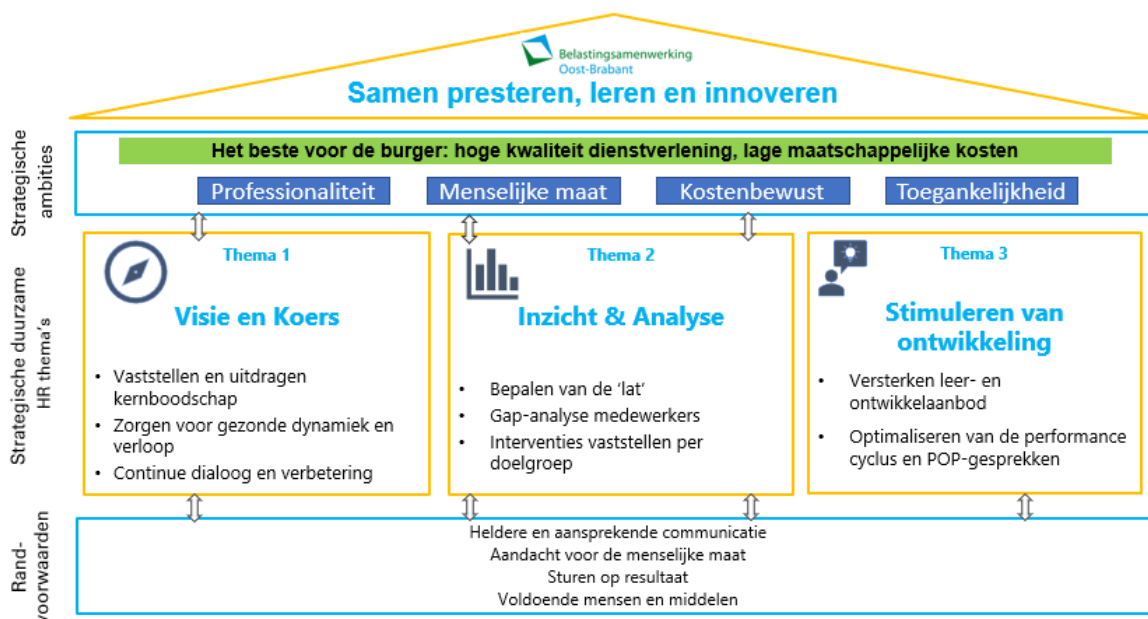 Belastingsamenwerking
Oost-Brabant
Samen presteren, leren en innoveren
Strategische
ambities
Het beste voor de burger: hoge kwaliteit dienstverlening, lage maatschappelijke kosten
Professionaliteit
Menselijke maat
Kostenbewust
Toegankelijkheid
Strategische duurzame
HR thema's
Thema 1
Visie en Koers
• Vaststellen en uitdragen
kernboodschap
• Zorgen voor gezonde dynamiek en
verloop
• Continue dialoog en verbetering
Thema 2
Inzicht & Analyse
• Bepalen van de ‘lat’
• Gap-analyse medewerkers
• Interventies vaststellen per
doelgroep
Thema 3
Stimuleren van
ontwikkeling
• Versterken leer- en
ontwikkelaanbod
• Optimaliseren van de performance
cyclus en POP-gesprekken
Rand-
voorwaarden
Heldere en aansprekende communicatie
Aandacht voor de menselijke maat
Sturen op resultaat
Voldoende mensen en middelen